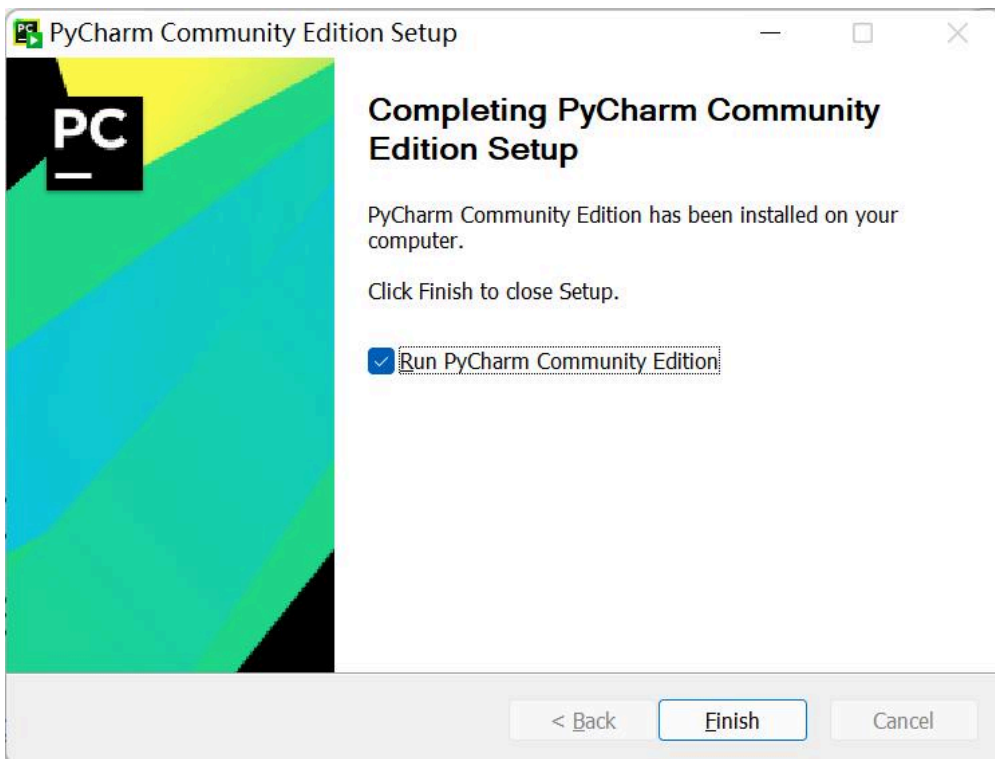 PyCharm Community Edition Setup
PC
Completing PyCharm Community
Edition Setup
PyCharm Community Edition has been installed on your
computer.
Click Finish to close Setup.
Run PyCharm Community Edition
< Back
Finish
Cancel